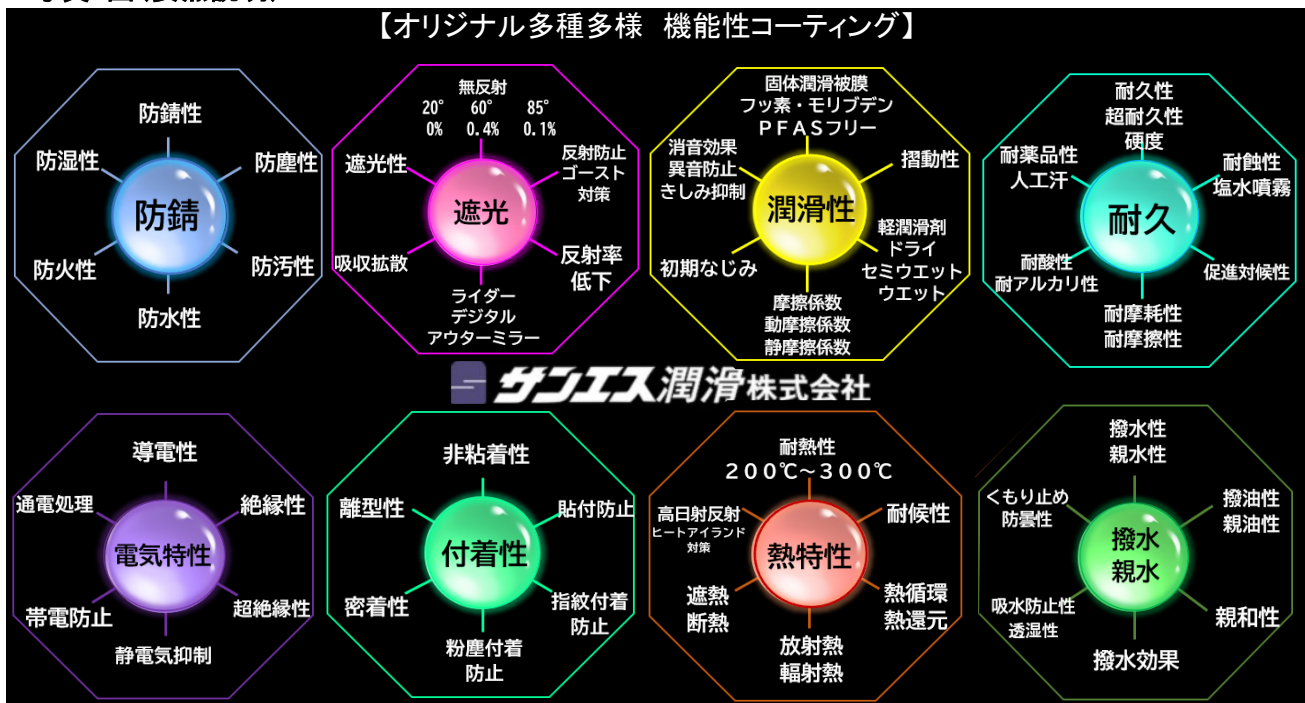 【オリジナル多種多様 機能性コーティング】
防錆性
防湿性
防塵性
防錆
防火性
防汚性
防水性
無反射
20° 60° 85°
0% 0.4% 0.1%
遮光性
反射防止
ゴースト
対策
遮光
吸収拡散
反射率
低下
ライダー
デジタル
アウターミラー
固体潤滑被膜
フッ素・モリブデン
ＰＦＡＳフリー
消音効果
異音防止
きしみ抑制
摺動性
潤滑性
初期なじみ
軽潤滑剤
ドライ
セミウエット
ウエット
摩擦係数
動摩擦係数
静摩擦係数
耐久性
超耐久性
硬度
耐薬品性
人工汗
耐蝕性
塩水噴霧
耐久
耐酸性
耐アルカリ性
促進対候性
耐摩耗性
耐摩擦性
サンエス潤滑株式会社
導電性
通電処理
絶縁性
電気特性
帯電防止
超絶縁性
静電気抑制
非粘着性
離型性
貼付防止
付着性
密着性
指紋付着
防止
粉塵付着
防止
耐熱性
２００℃～３００℃
高日射反射
ヒートアイランド
対策
耐候性
熱特性
遮熱
断熱
熱循環
熱還元
放射熱
輻射熱
撥水性
親水性
くもり止め
防曇性
撥油性
親油性
撥水
親水
吸水防止性
透湿性
親和性
撥水効果